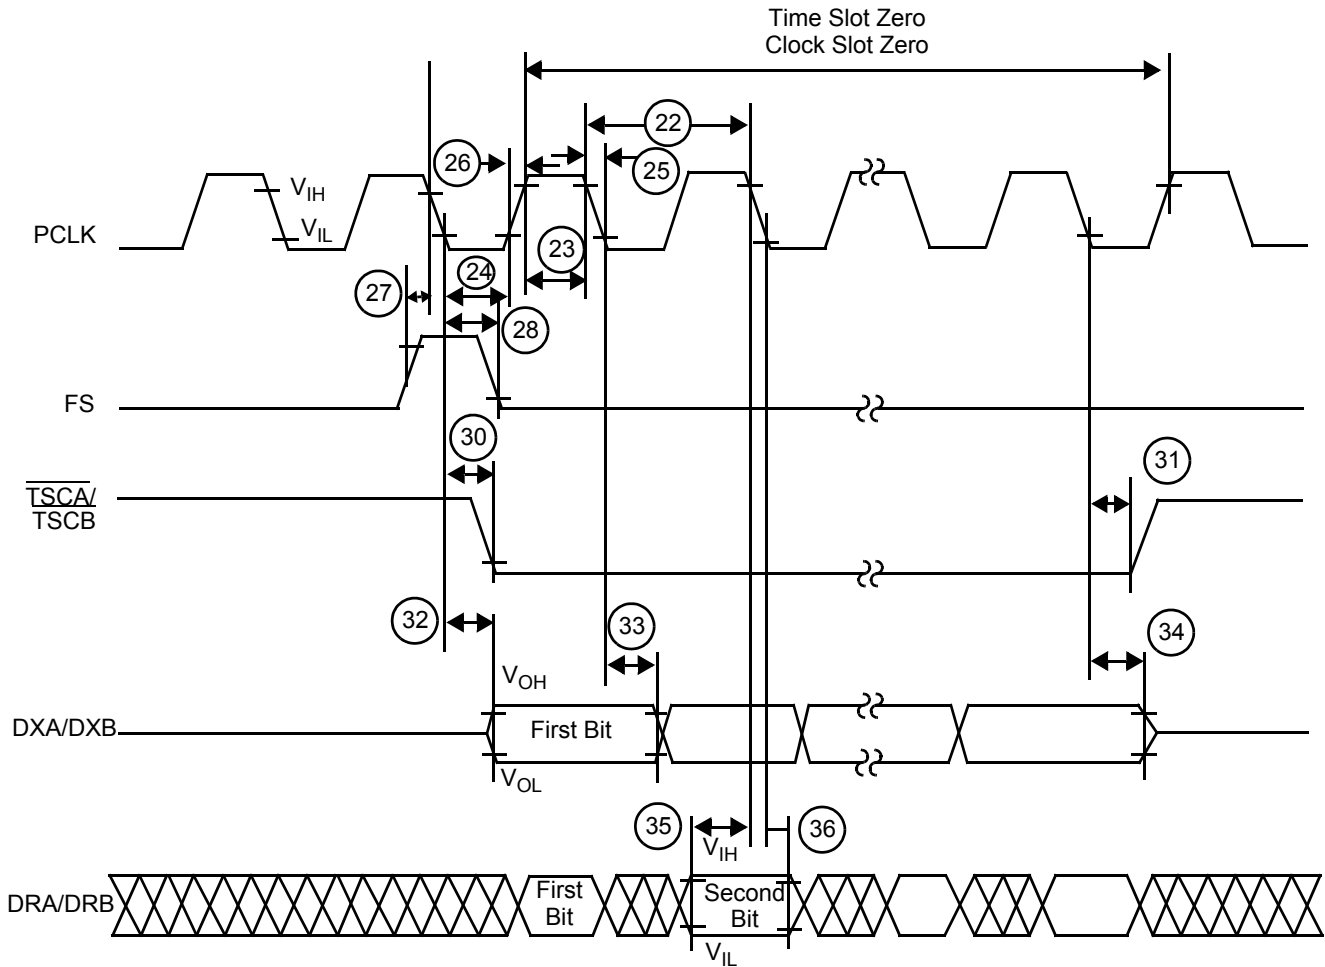 Time Slot Zero
Clock Slot Zero
22
26
25
VIH
VIL
PCLK
23
24
27
28
FS
30
31
TSCA/
TSCB
32
33
34
VOH
DXA/DXB
First Bit
VOL
35
36
VIH
DRA/DRB
First
Bit
Second
Bit
VIL